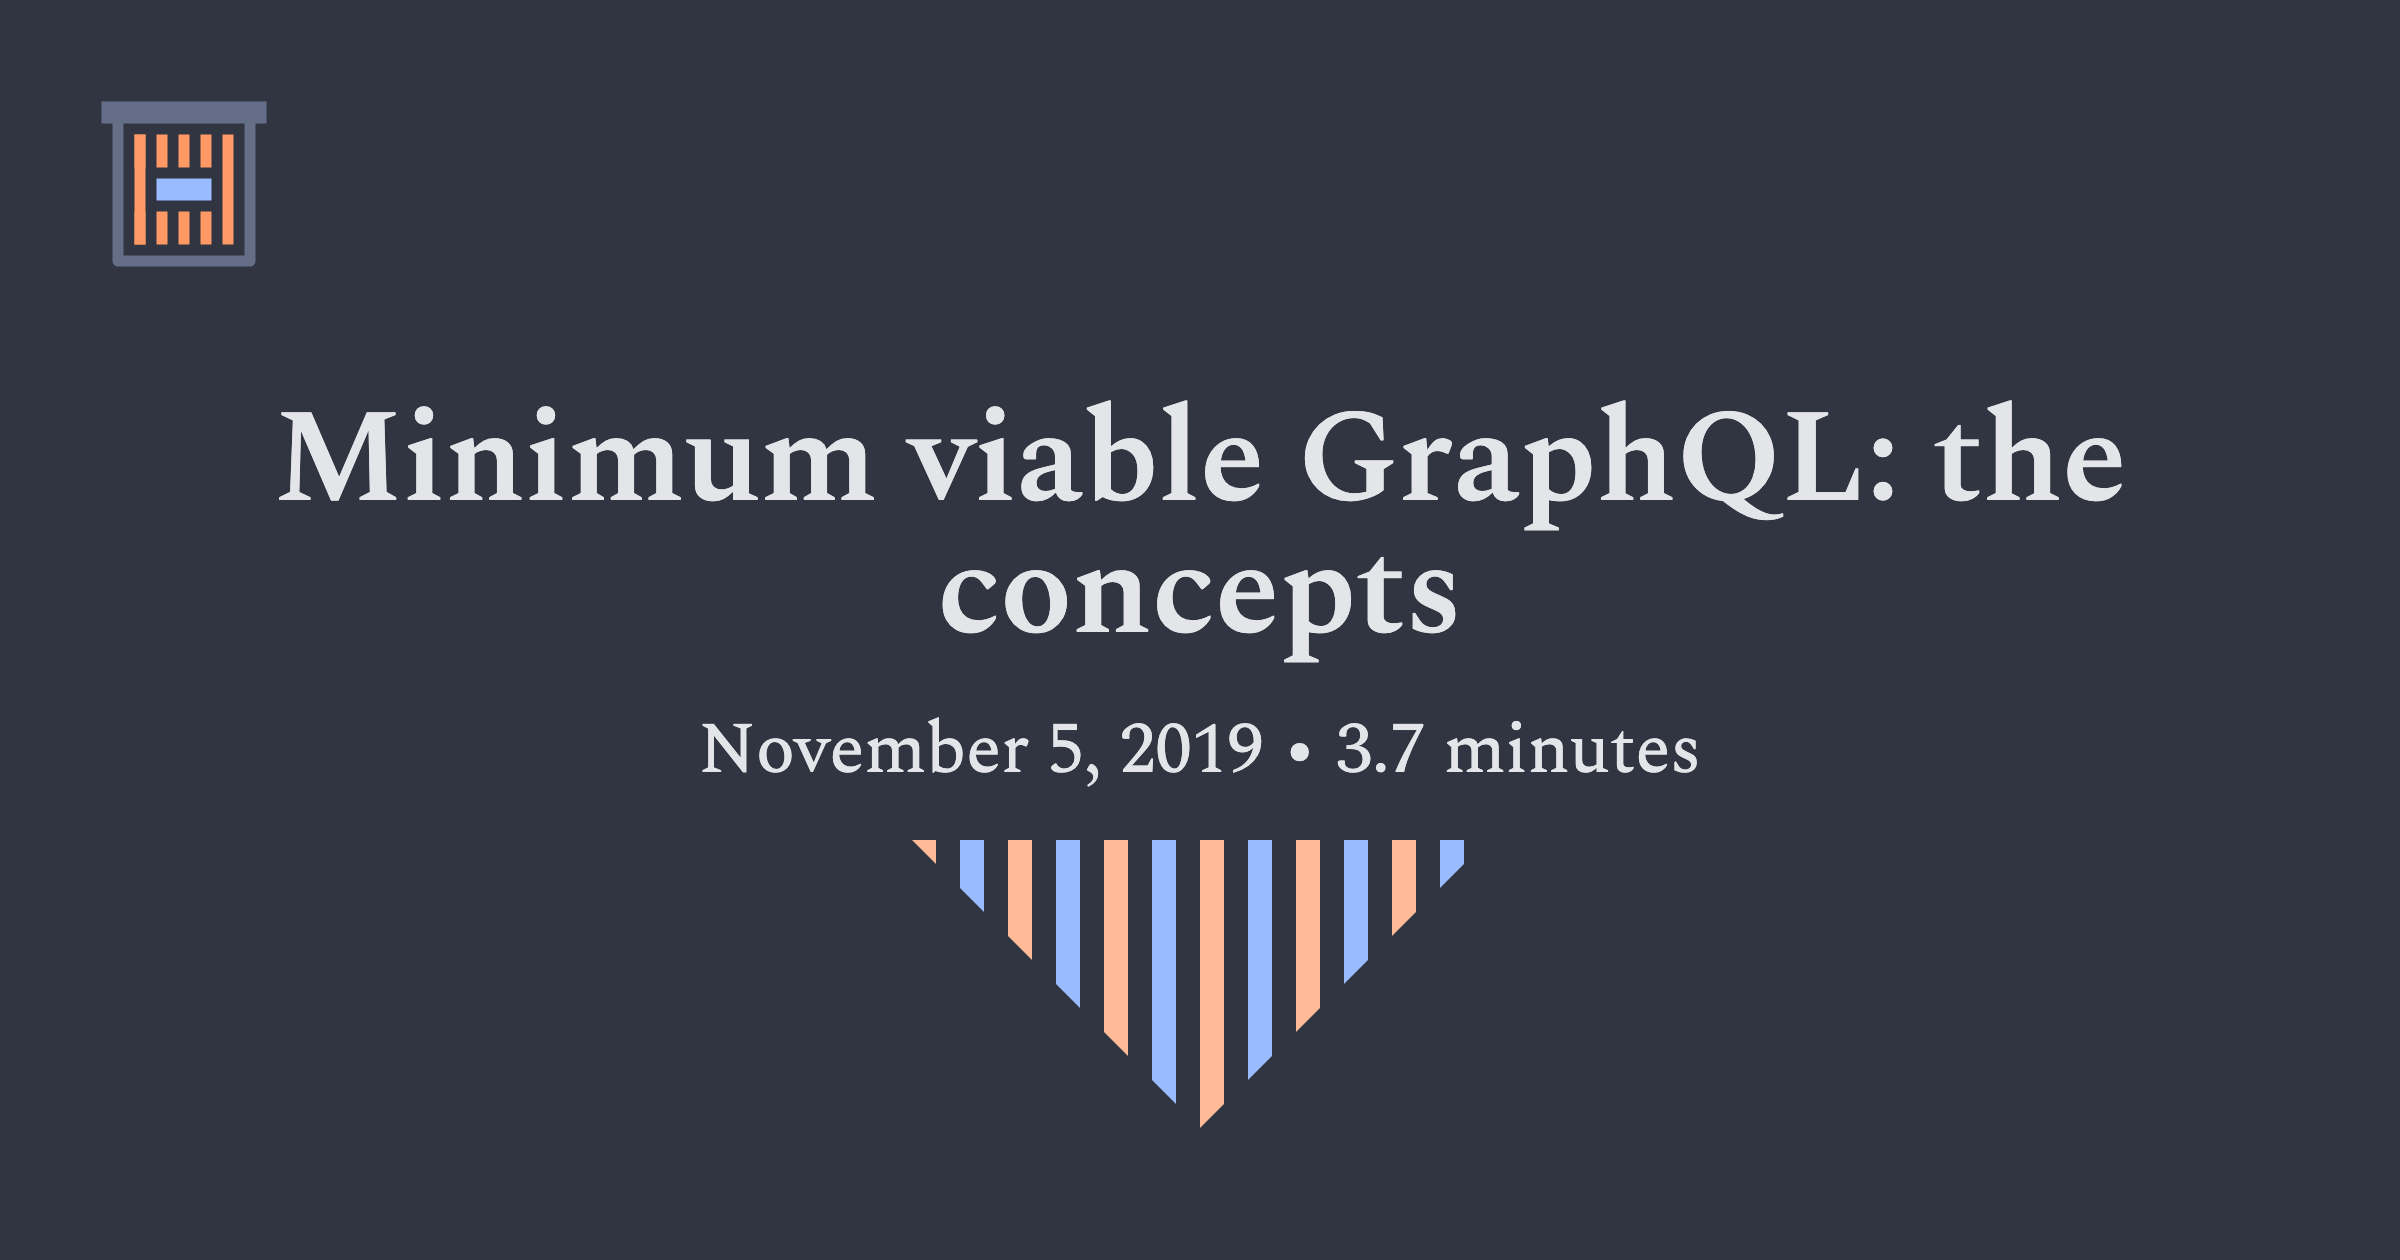 Minimum viable GraphQL: the
concepts
November 5, 2019 • 3.7 minutes